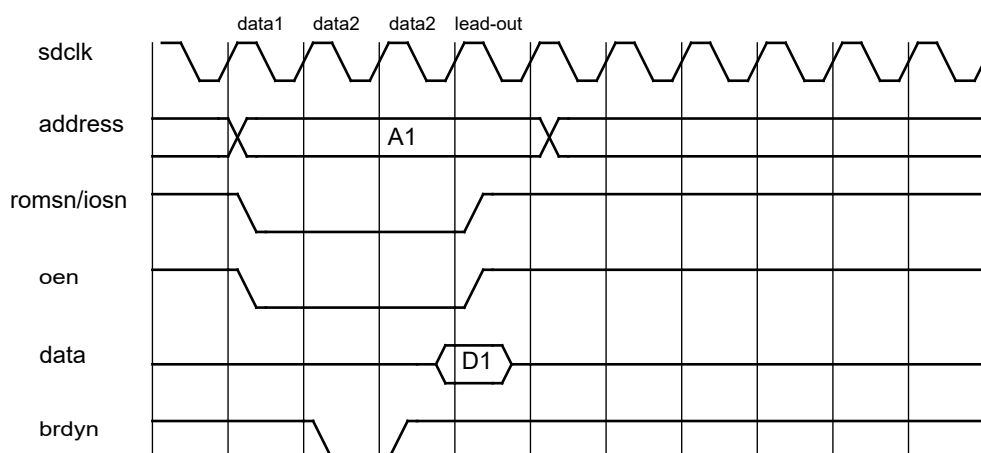 data1 data2 data2 lead-out
sdclk
address
A1
romsn/iosn
oen
data
D1
brdyn